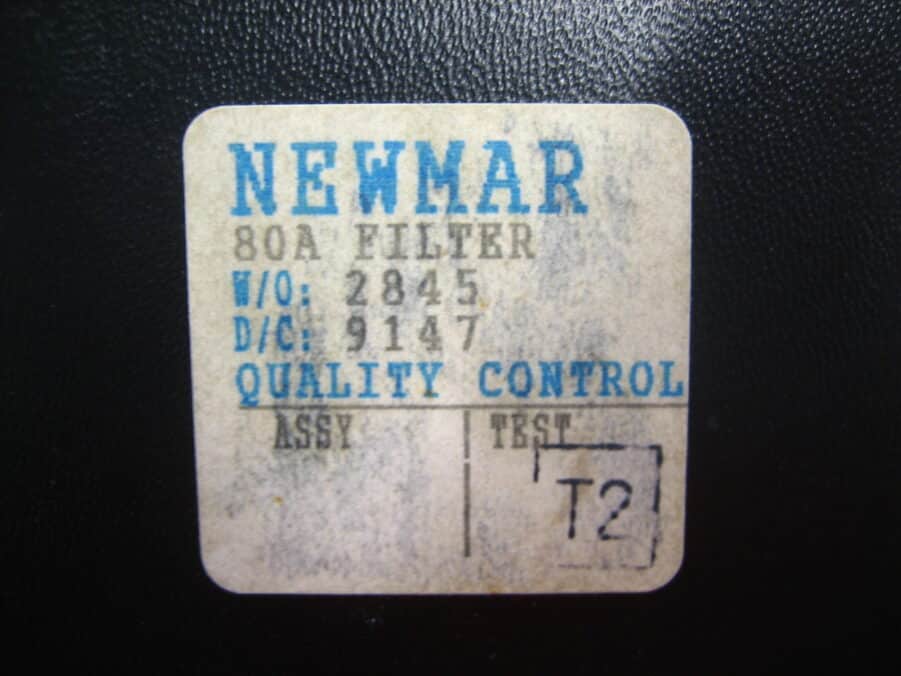 NEWMAR
80A FILTER
W/O: 2845
D/C: 9147
QUALITY CONTROL
ASSY TEST
T2